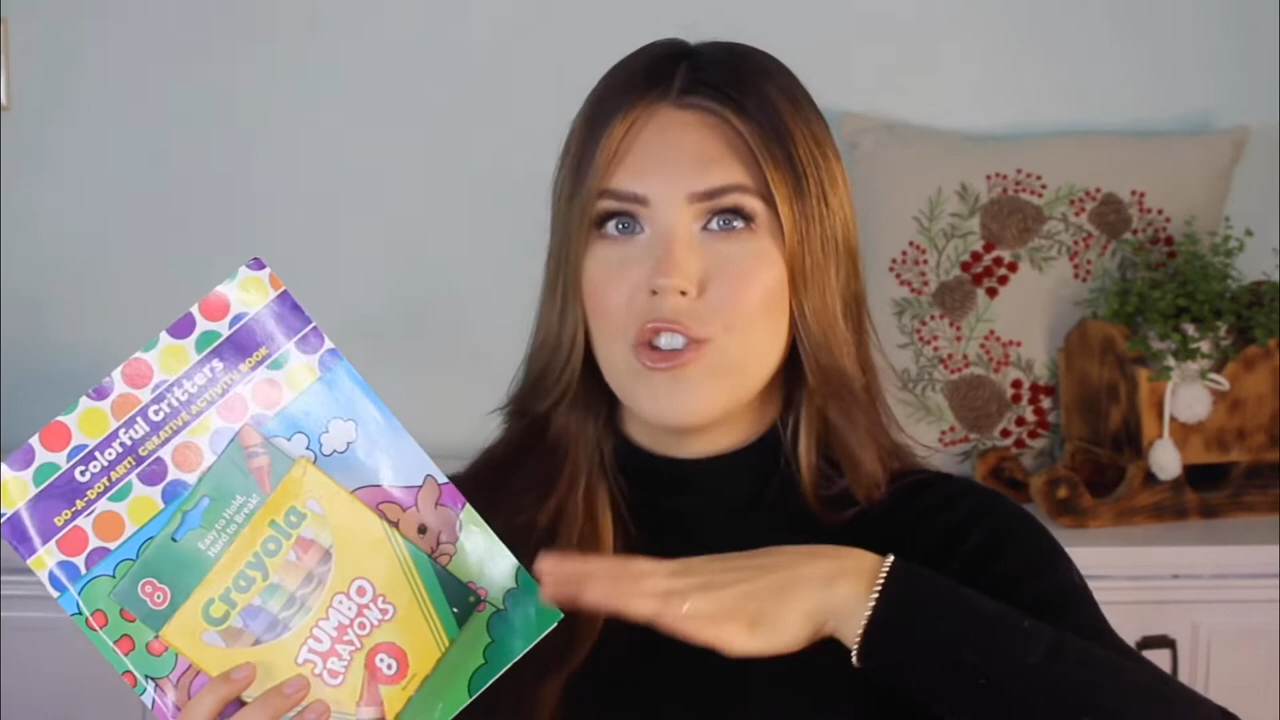 Colorful Critters
DO-A-DOT ART! CREATIVE ACTIVITY BOOK
Easy to Hold,
Hard to Break!
8
Crayola
JUMBO
CRAYONS
8